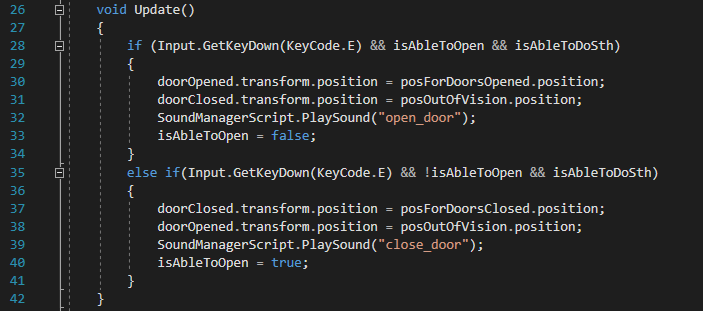 26 void Update()
27 {
28 if (Input.GetKeyDown(KeyCode.E) && isAbleToOpen && isAbleToDoSth)
29 {
30 doorOpened.transform.position = posForDoorsOpened.position;
31 doorClosed.transform.position = posOutOfVision.position;
32 SoundManagerScript.PlaySound("open_door");
33 isAbleToOpen = false;
34 }
35 else if(Input.GetKeyDown(KeyCode.E) && !isAbleToOpen && isAbleToDoSth)
36 {
37 doorClosed.transform.position = posForDoorsClosed.position;
38 doorOpened.transform.position = posOutOfVision.position;
39 SoundManagerScript.PlaySound("close_door");
40 isAbleToOpen = true;
41 }
42 }